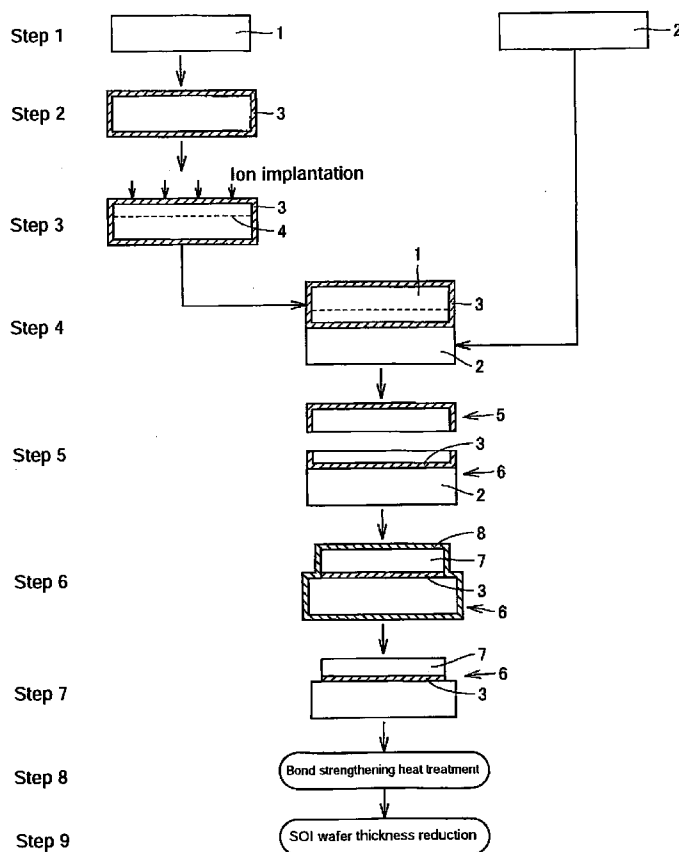 Step 1
1
2
Step 2
3
Ion implantation
Step 3
3
4
1
3
Step 4
2
5
Step 5
3
6
2
8
7
Step 6
3
6
7
6
Step 7
3
Step 8
Bond strengthening heat treatment
Step 9
SOI wafer thickness reduction